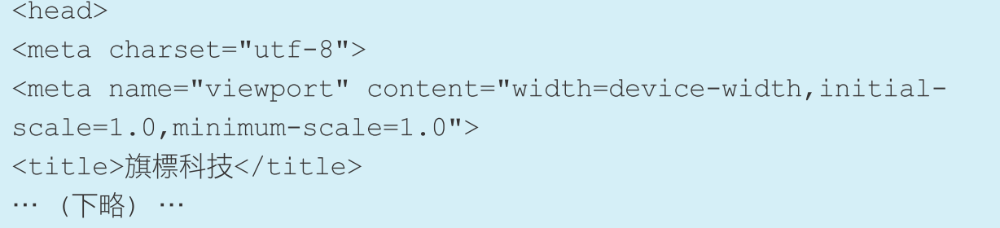 <head>
<meta charset="utf-8">
<meta name="viewport" content="width=device-width,initial-
scale=1.0,minimum-scale=1.0">
<title>旗標科技</title>
… (下略) …